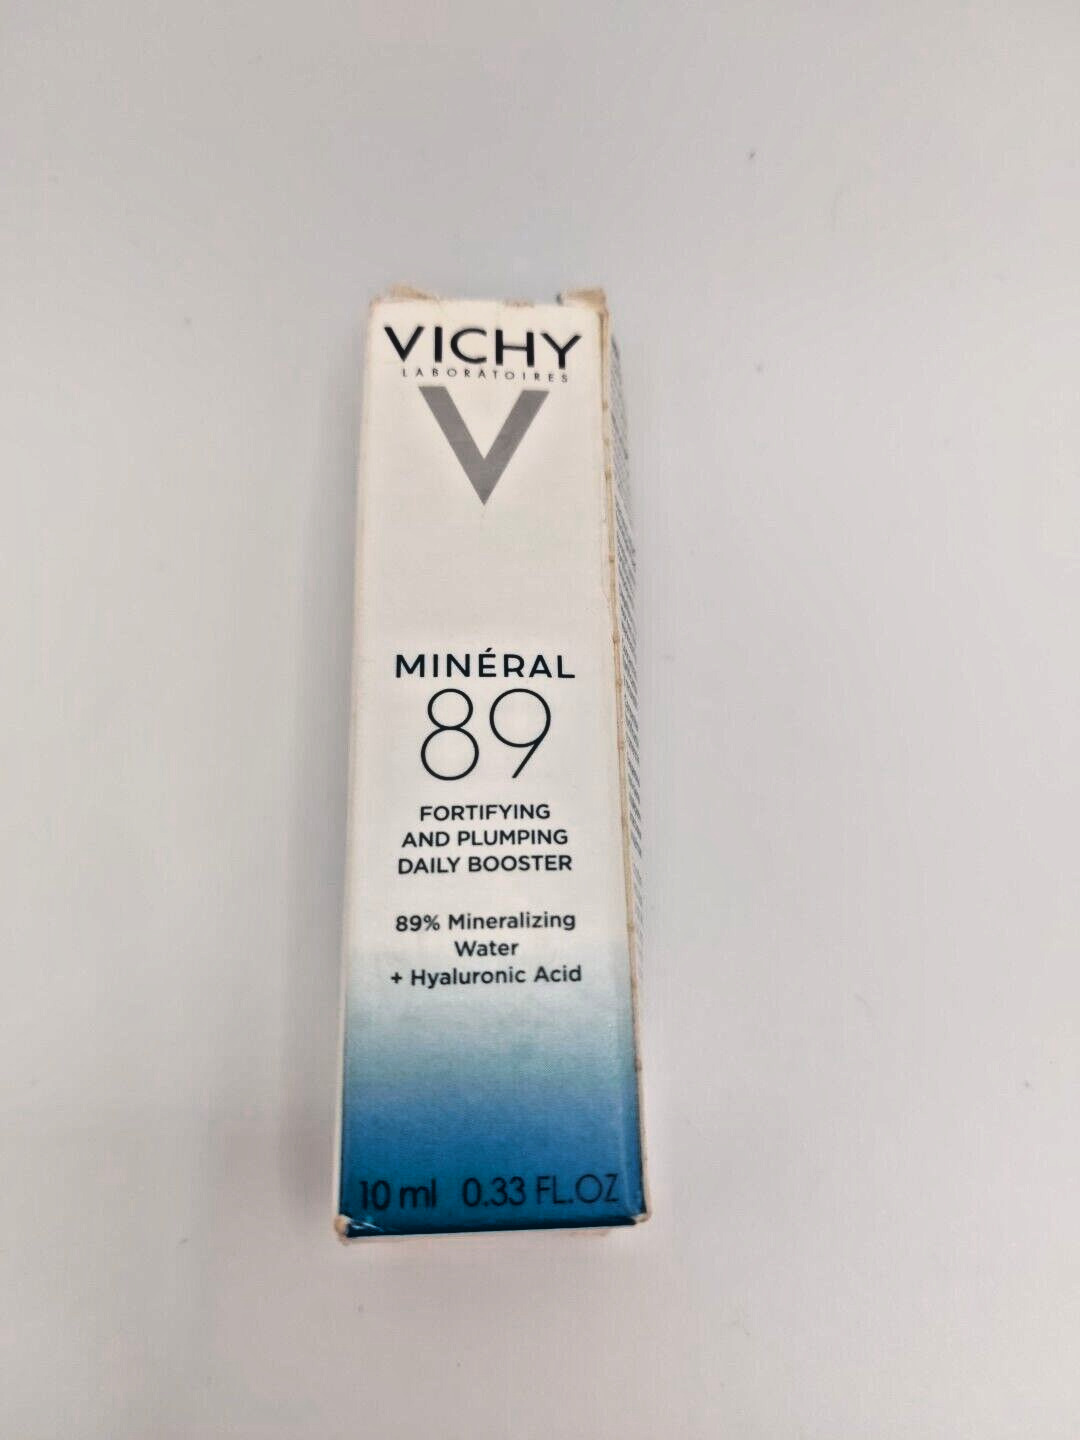 VICHY
LABORATOIRES
V
MINÉRAL
89
FORTIFYING
AND PLUMPING
DAILY BOOSTER
89% Mineralizing
Water
+ Hyaluronic Acid
10 ml 0.33 FL.OZ